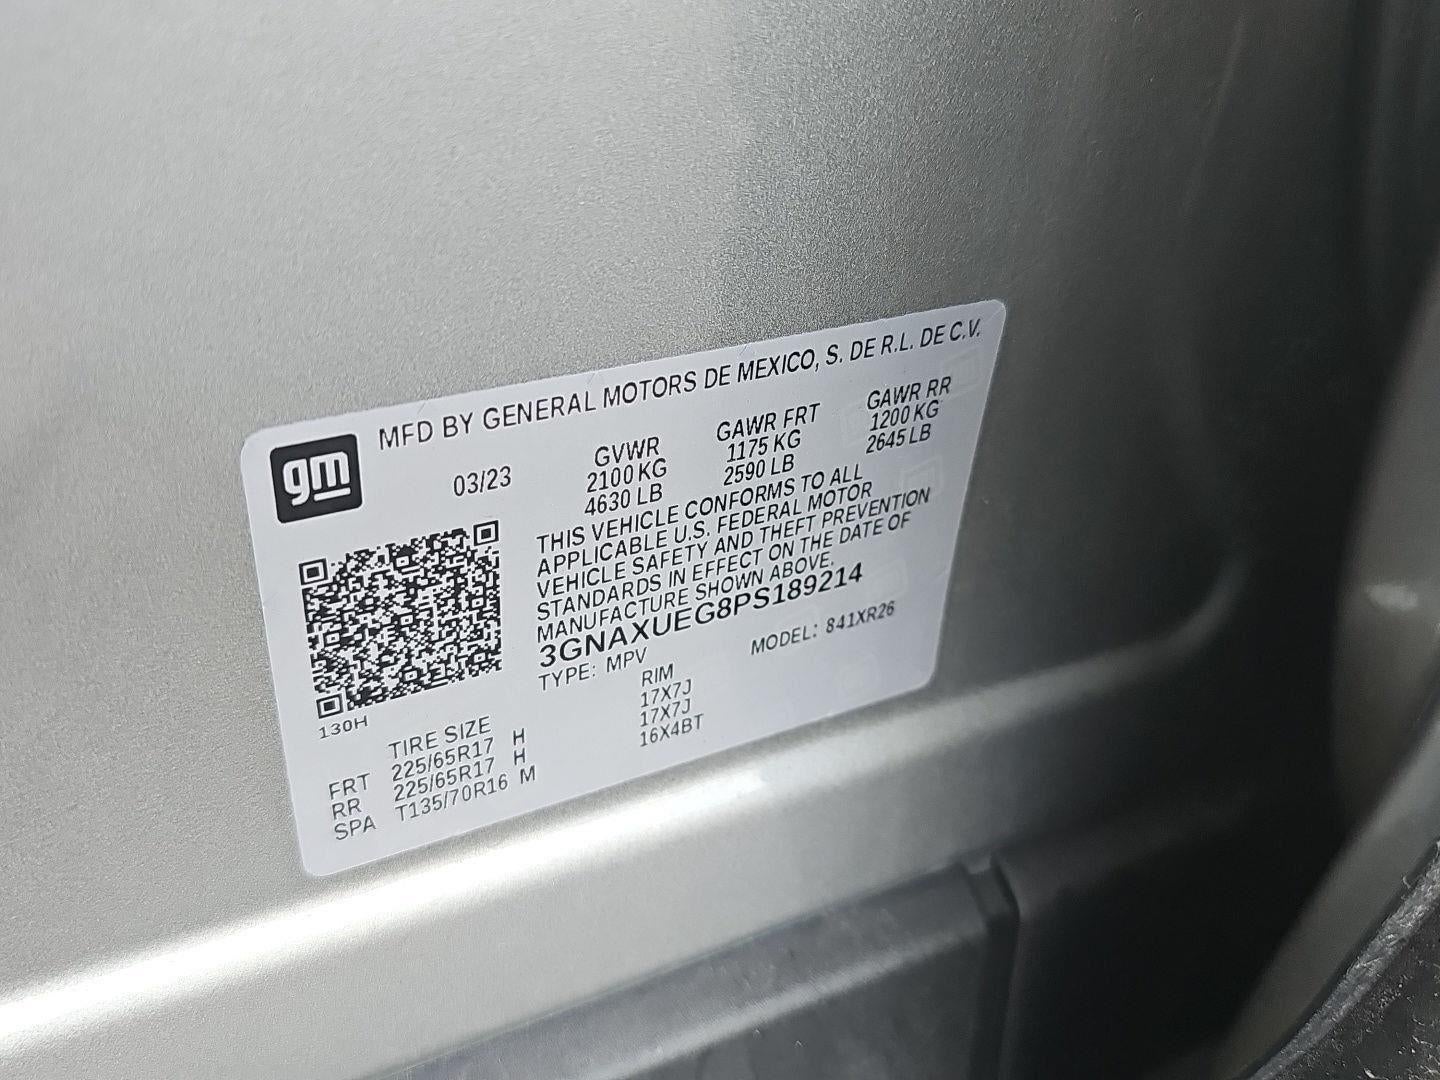 MFD BY GENERAL MOTORS DE MEXICO, S. DE R.L. DE C.V.
gm
03/23
GVWR
2100 KG
4630 LB
GAWR FRT
1175 KG
2590 LB
GAWR RR
1200 KG
2645 LB
THIS VEHICLE CONFORMS TO ALL
APPLICABLE U.S. FEDERAL MOTOR
VEHICLE SAFETY AND THEFT PREVENTION
STANDARDS IN EFFECT ON THE DATE OF
MANUFACTURE SHOWN ABOVE.
3GNAXUEG8PS189214
TYPE: MPV
MODEL: 841XR26
130H
TIRE SIZE RIM
FRT 225/65R17 H 17X7J
RR 225/65R17 H 17X7J
SPA T135/70R16 M 16X4BT